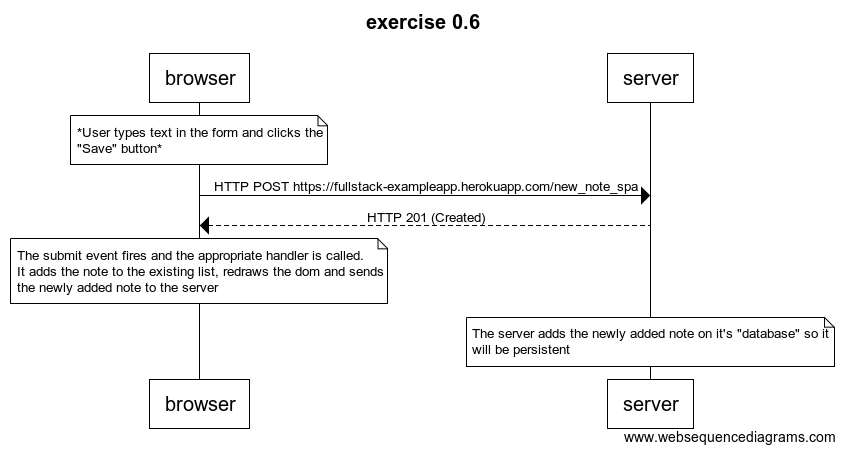 exercise 0.6
browser
server
*User types text in the form and clicks the
"Save" button*
HTTP POST https://fullstack-exampleapp.herokuapp.com/new_note_spa
HTTP 201 (Created)
The submit event fires and the appropriate handler is called.
It adds the note to the existing list, redraws the dom and sends
the newly added note to the server
The server adds the newly added note on it's "database" so it
will be persistent
browser
server
www.websequencediagrams.com